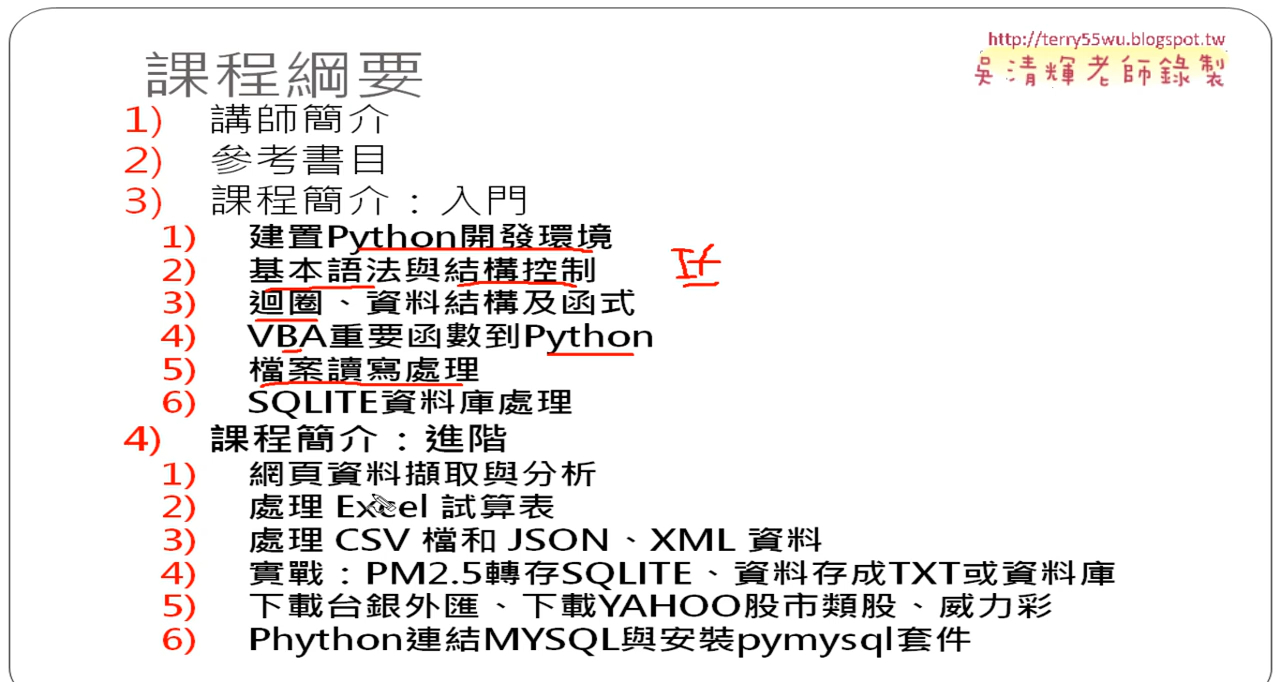 http://terry55wu.blogspot.tw
吳清輝老師錄製
課程綱要
1) 講師簡介
2) 參考書目
3) 課程簡介：入門
1) 建置Python開發環境
2) 基本語法與結構控制
3) 迴圈、資料結構及函式
4) VBA重要函數到Python
5) 檔案讀寫處理
6) SQLITE資料庫處理
4) 課程簡介：進階
1) 網頁資料擷取與分析
2) 處理 Excel 試算表
3) 處理 CSV 檔和 JSON、XML 資料
4) 實戰：PM2.5轉存SQLITE、資料存成TXT或資料庫
5) 下載台銀外匯、下載YAHOO股市類股、威力彩
6) Phython連結MYSQL與安裝pymysql套件